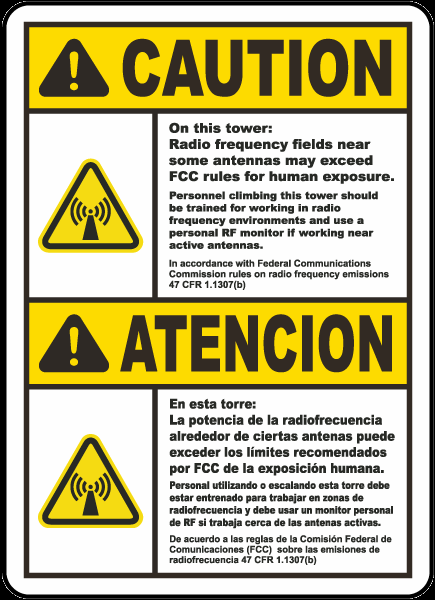 CAUTION
On this tower:
Radio frequency fields near
some antennas may exceed
FCC rules for human exposure.
Personnel climbing this tower should
be trained for working in radio
frequency environments and use a
personal RF monitor if working near
active antennas.
In accordance with Federal Communications
Commission rules on radio frequency emissions
47 CFR 1.1307(b)
ATENCION
En esta torre:
La potencia de la radiofrecuencia
alrededor de ciertas antenas puede
exceder los límites recomendados
por FCC de la exposición humana.
Personal utilizando o escalando esta torre debe
estar entrenado para trabajar en zonas de
radiofrecuencia y debe usar un monitor personal
de RF si trabaja cerca de las antenas activas.
De acuerdo a las reglas de la Comisión Federal de
Comunicaciones (FCC) sobre las emisiones de
radiofrecuencia 47 CFR 1.1307(b)